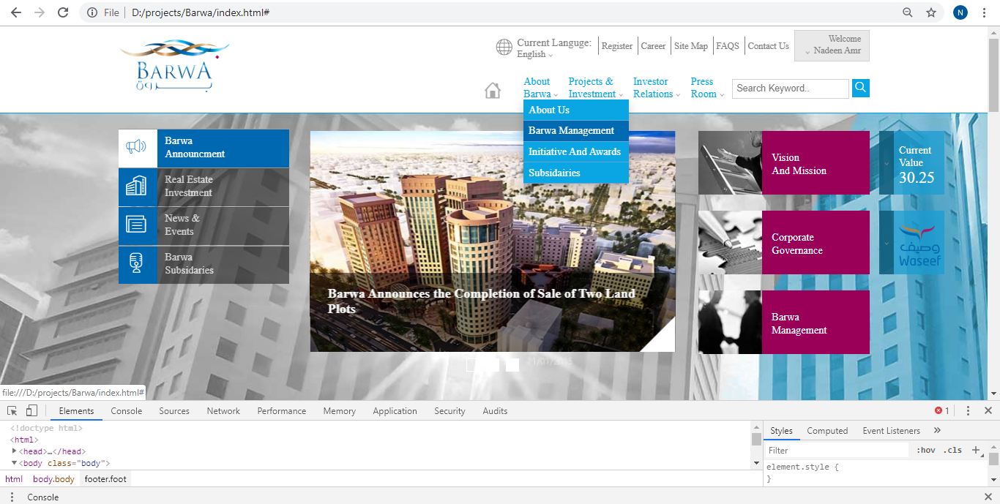 File
D:/projects/Barwa/index.html#
N
BARWA
بـــروة
Current Languge:
English
Register
Career
Site Map
FAQS
Contact Us
Welcome
Nadeen Amr
About
Barwa
Projects &
Investment
Investor
Relations
Press
Room
Search Keyword..
About Us
Barwa Management
Initiative And Awards
Subsidairies
Barwa
Announcment
Real Estate
Investment
News &
Events
Barwa
Subsidaries
Barwa Announces the Completion of Sale of Two Land
Plots
Vision
And Mission
Corporate
Governance
Barwa
Management
Current
Value
30.25
وصيف
Waseef
file:///D:/projects/Barwa/index.html#
Elements
Console
Sources
Network
Performance
Memory
Application
Security
Audits
1
<!doctype html>
<html>
<head>…</head>
<body class="body">
html
body.body
footer.foot
Styles
Computed
Event Listeners
Filter
:hov
.cls
element.style {
}
Console